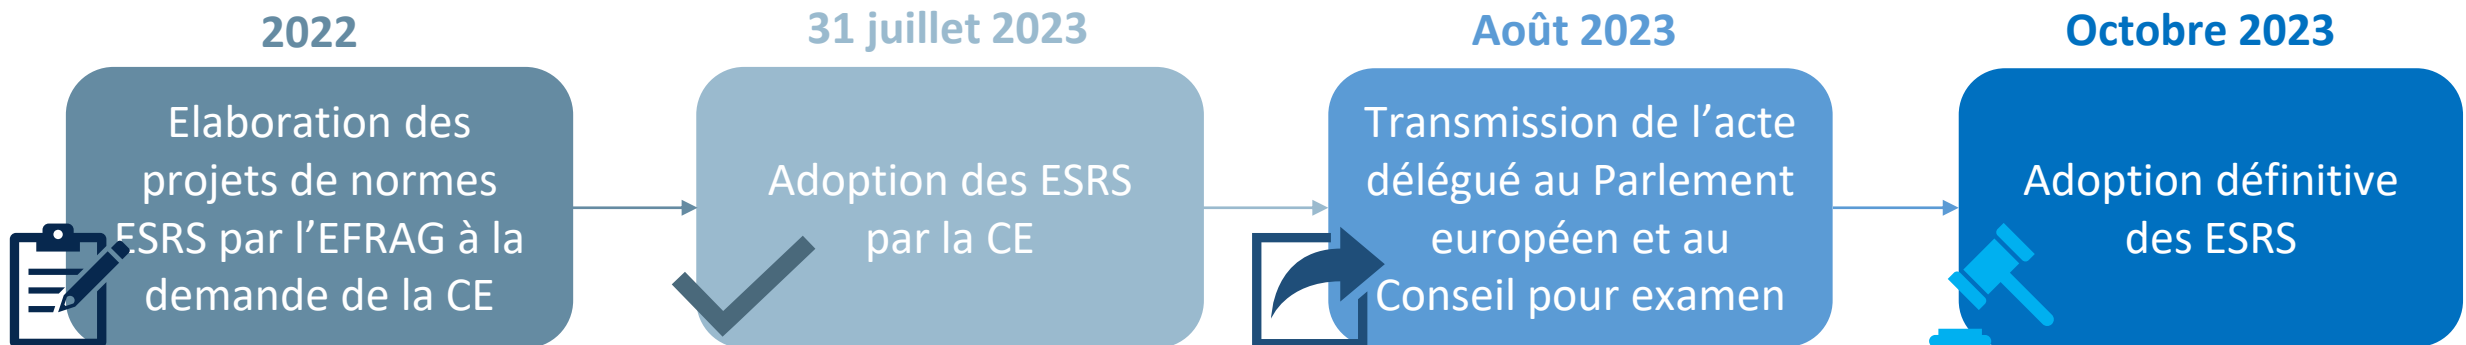 2022
Elaboration des
projets de normes
ESRS par l’EFRAG à la
demande de la CE
31 juillet 2023
Adoption des ESRS
par la CE
Août 2023
Transmission de l’acte
délégué au Parlement
européen et au
Conseil pour examen
Octobre 2023
Adoption définitive
des ESRS